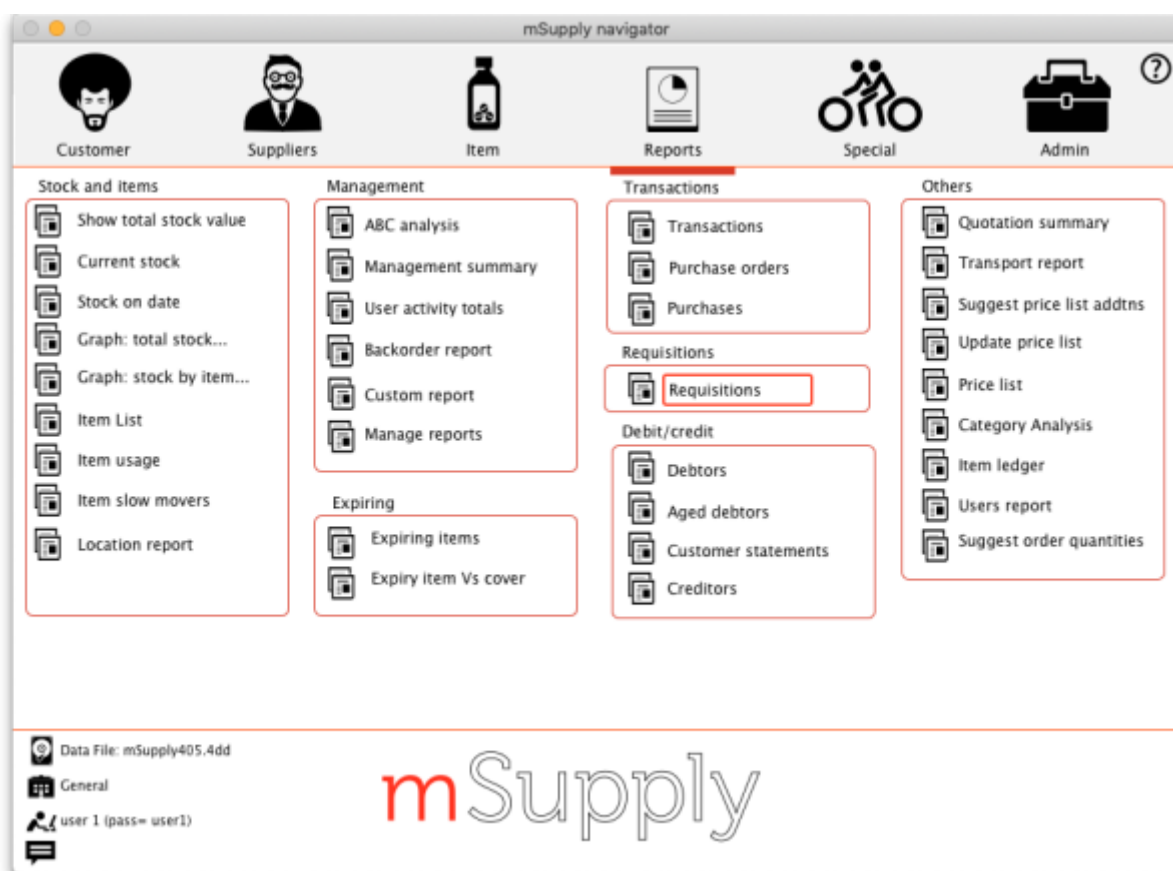 mSupply navigator
?
Customer
Suppliers
Item
Reports
Special
Admin
Stock and items
Show total stock value
Current stock
Stock on date
Graph: total stock...
Graph: stock by item...
Item List
Item usage
Item slow movers
Location report
Management
ABC analysis
Management summary
User activity totals
Backorder report
Custom report
Manage reports
Expiring
Expiring items
Expiry item Vs cover
Transactions
Transactions
Purchase orders
Purchases
Requisitions
Requisitions
Debit/credit
Debtors
Aged debtors
Customer statements
Creditors
Others
Quotation summary
Transport report
Suggest price list addtns
Update price list
Price list
Category Analysis
Item ledger
Users report
Suggest order quantities
Data File: mSupply405.4dd
General
user 1 (pass= user1)
mSupply